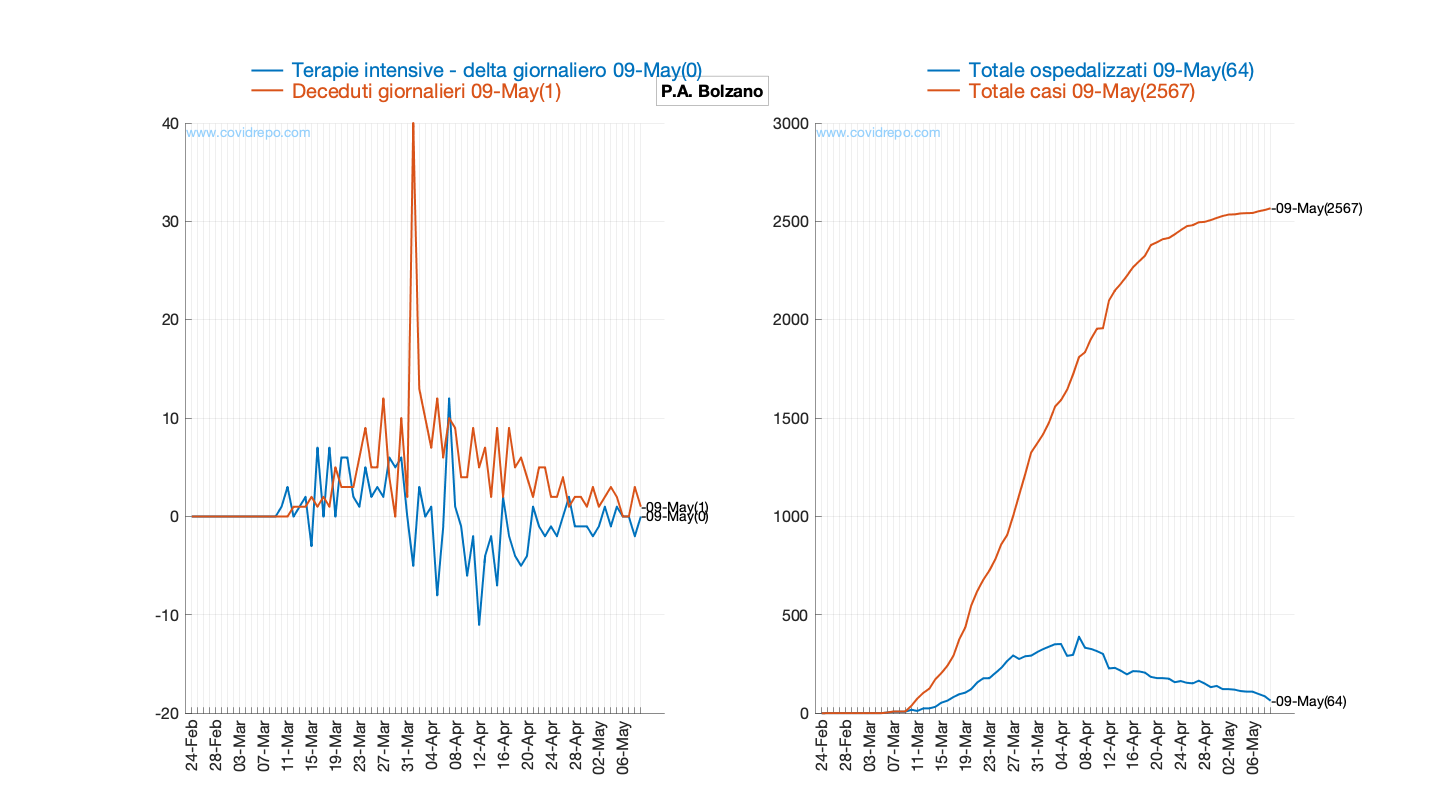 Terapie intensive - delta giornaliero 09-May(0)
Deceduti giornalieri 09-May(1)
P.A. Bolzano
Totale ospedalizzati 09-May(64)
Totale casi 09-May(2567)
www.covidrepo.com
40
30
20
10
0
-10
-20
-09-May(1)
-09-May(0)
24-Feb
28-Feb
03-Mar
07-Mar
11-Mar
15-Mar
19-Mar
23-Mar
27-Mar
31-Mar
04-Apr
08-Apr
12-Apr
16-Apr
20-Apr
24-Apr
28-Apr
02-May
06-May
www.covidrepo.com
3000
2500
2000
1500
1000
500
0
-09-May(2567)
-09-May(64)
24-Feb
28-Feb
03-Mar
07-Mar
11-Mar
15-Mar
19-Mar
23-Mar
27-Mar
31-Mar
04-Apr
08-Apr
12-Apr
16-Apr
20-Apr
24-Apr
28-Apr
02-May
06-May